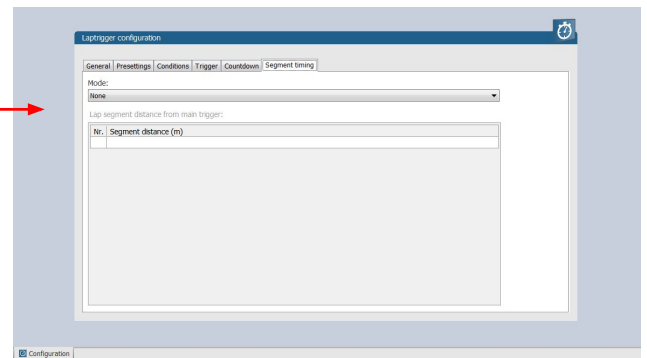 Laptrigger configuration
General Presettings Conditions Trigger Countdown Segment timing
Mode:
None
Lap segment distance from main trigger:
Nr. Segment distance (m)
Configuration